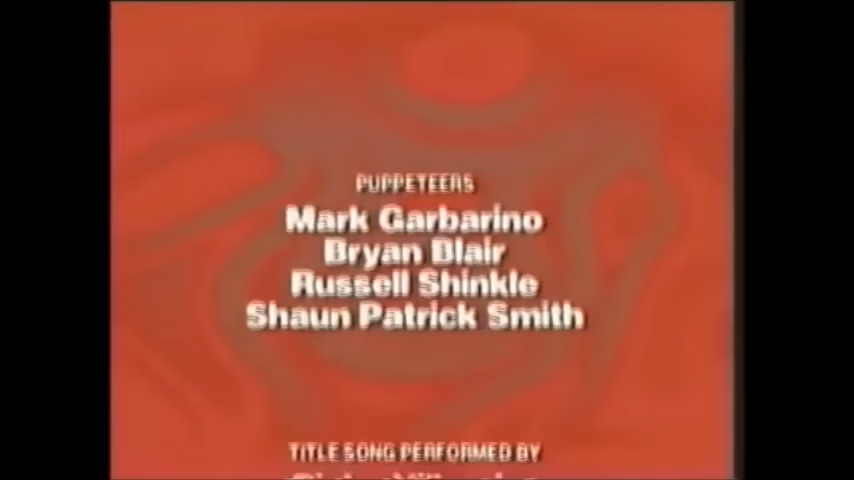 PUPPETEERS
Mark Garbarino
Bryan Blair
Russell Shinkle
Shaun Patrick Smith
TITLE SONG PERFORMED BY